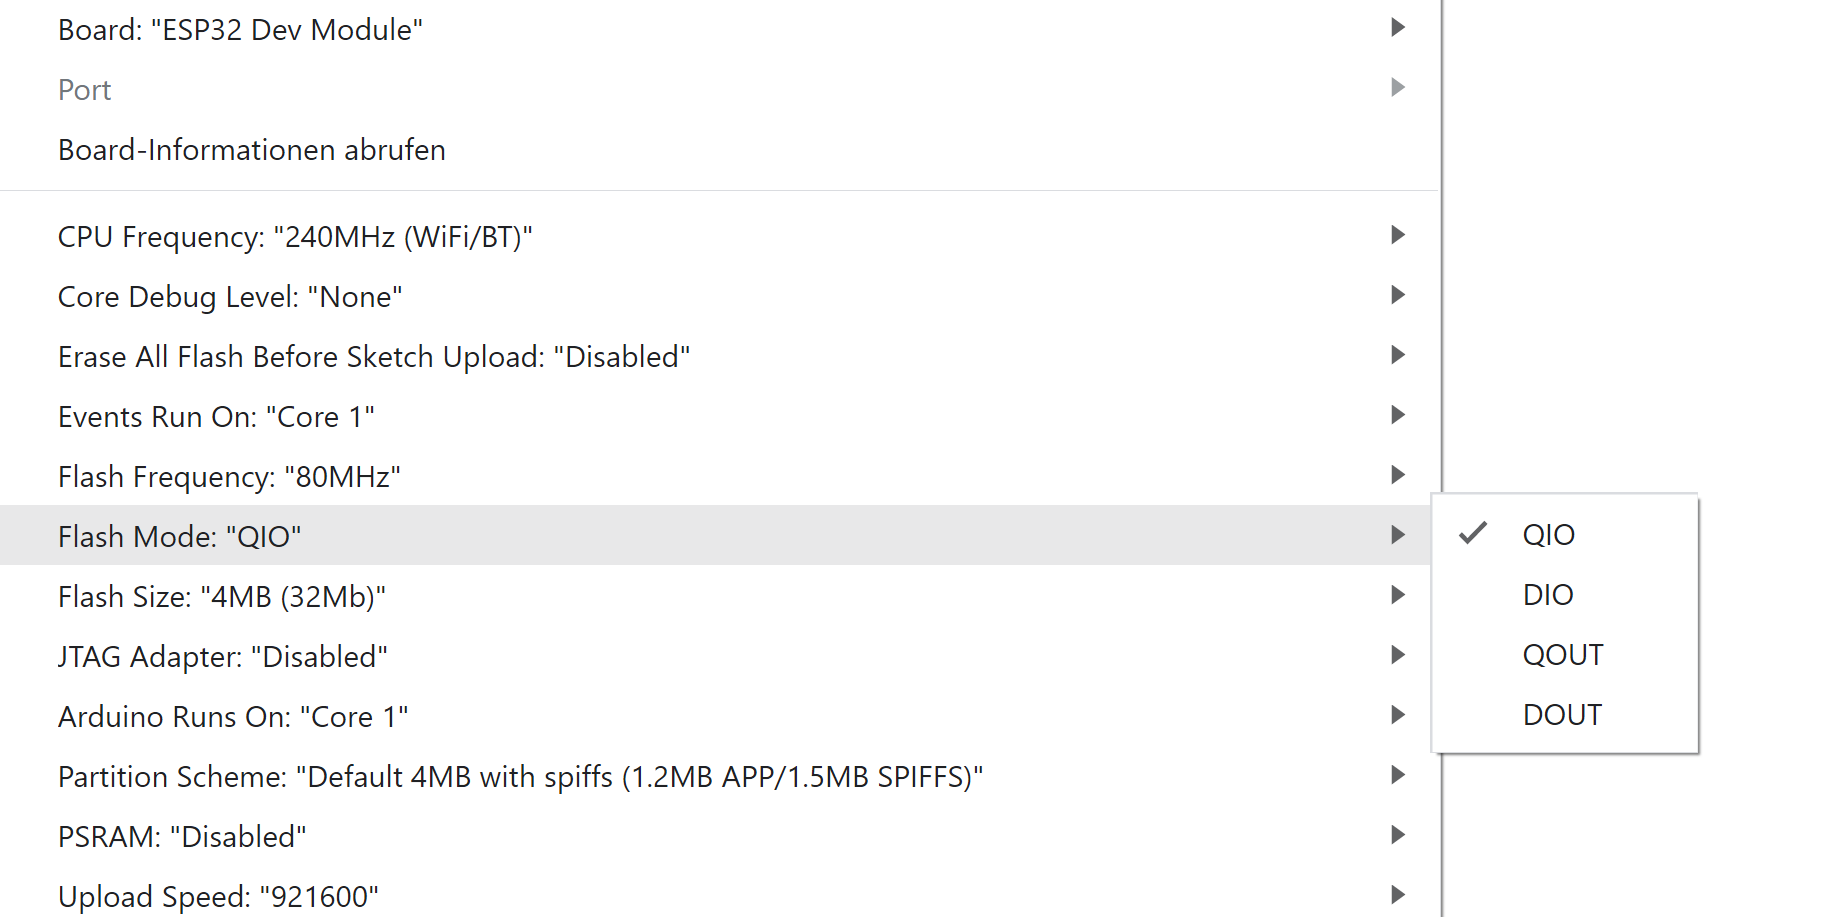 Board: "ESP32 Dev Module"
Port
Board-Informationen abrufen
CPU Frequency: "240MHz (WiFi/BT)"
Core Debug Level: "None"
Erase All Flash Before Sketch Upload: "Disabled"
Events Run On: "Core 1"
Flash Frequency: "80MHz"
Flash Mode: "QIO"
Flash Size: "4MB (32Mb)"
JTAG Adapter: "Disabled"
Arduino Runs On: "Core 1"
Partition Scheme: "Default 4MB with spiffs (1.2MB APP/1.5MB SPIFFS)"
PSRAM: "Disabled"
Upload Speed: "921600"
QIO
DIO
QOUT
DOUT